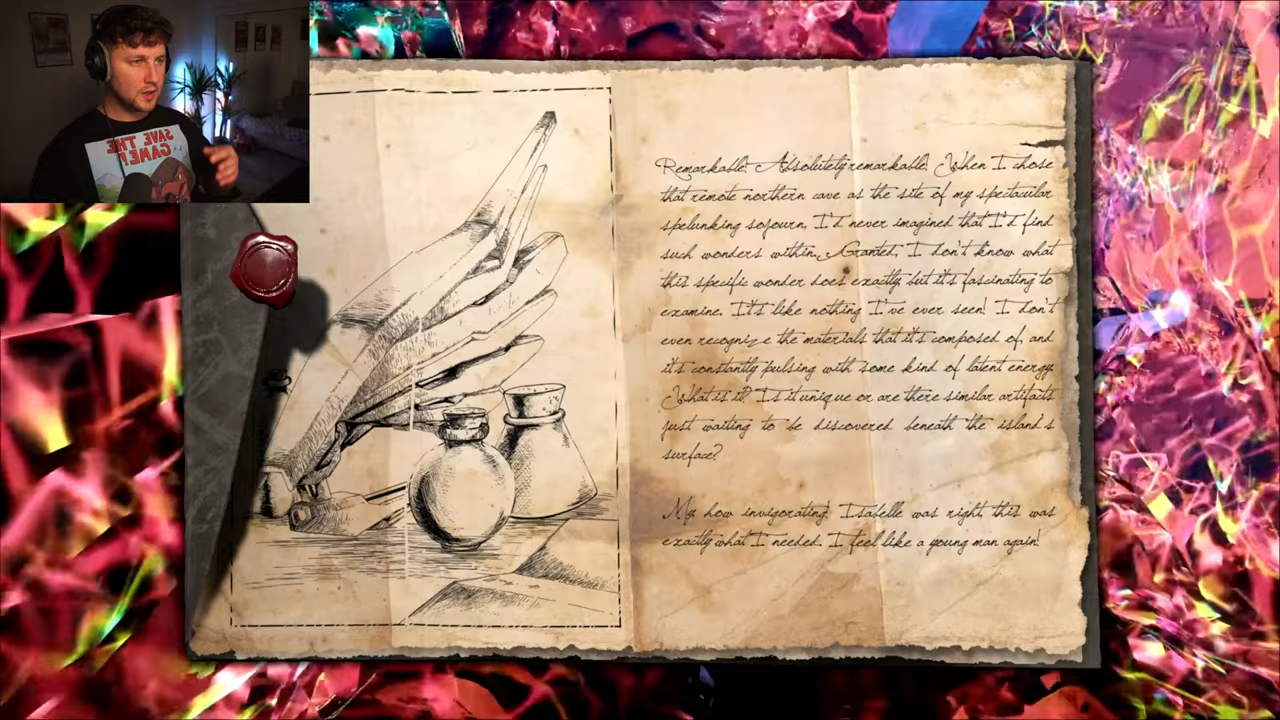 SAVE THE
GAME!
Remarkable! Absolutely remarkable! When I chose
that remote northern cave as the site of my spectacular
spelunking sojourn, I'd never imagined that I'd find
such wonders within. Granted, I don't know what
this specific wonder does exactly but it's fascinating to
examine. It's like nothing I've ever seen! I don't
even recognize the materials that it's composed of, and
it's constantly pulsing with some kind of latent energy.
What is it? Is it unique or are there similar artifacts
just waiting to be discovered beneath the island's
surface?
My how invigorating! Isabelle was right, this was
exactly what I needed. I feel like a young man again!